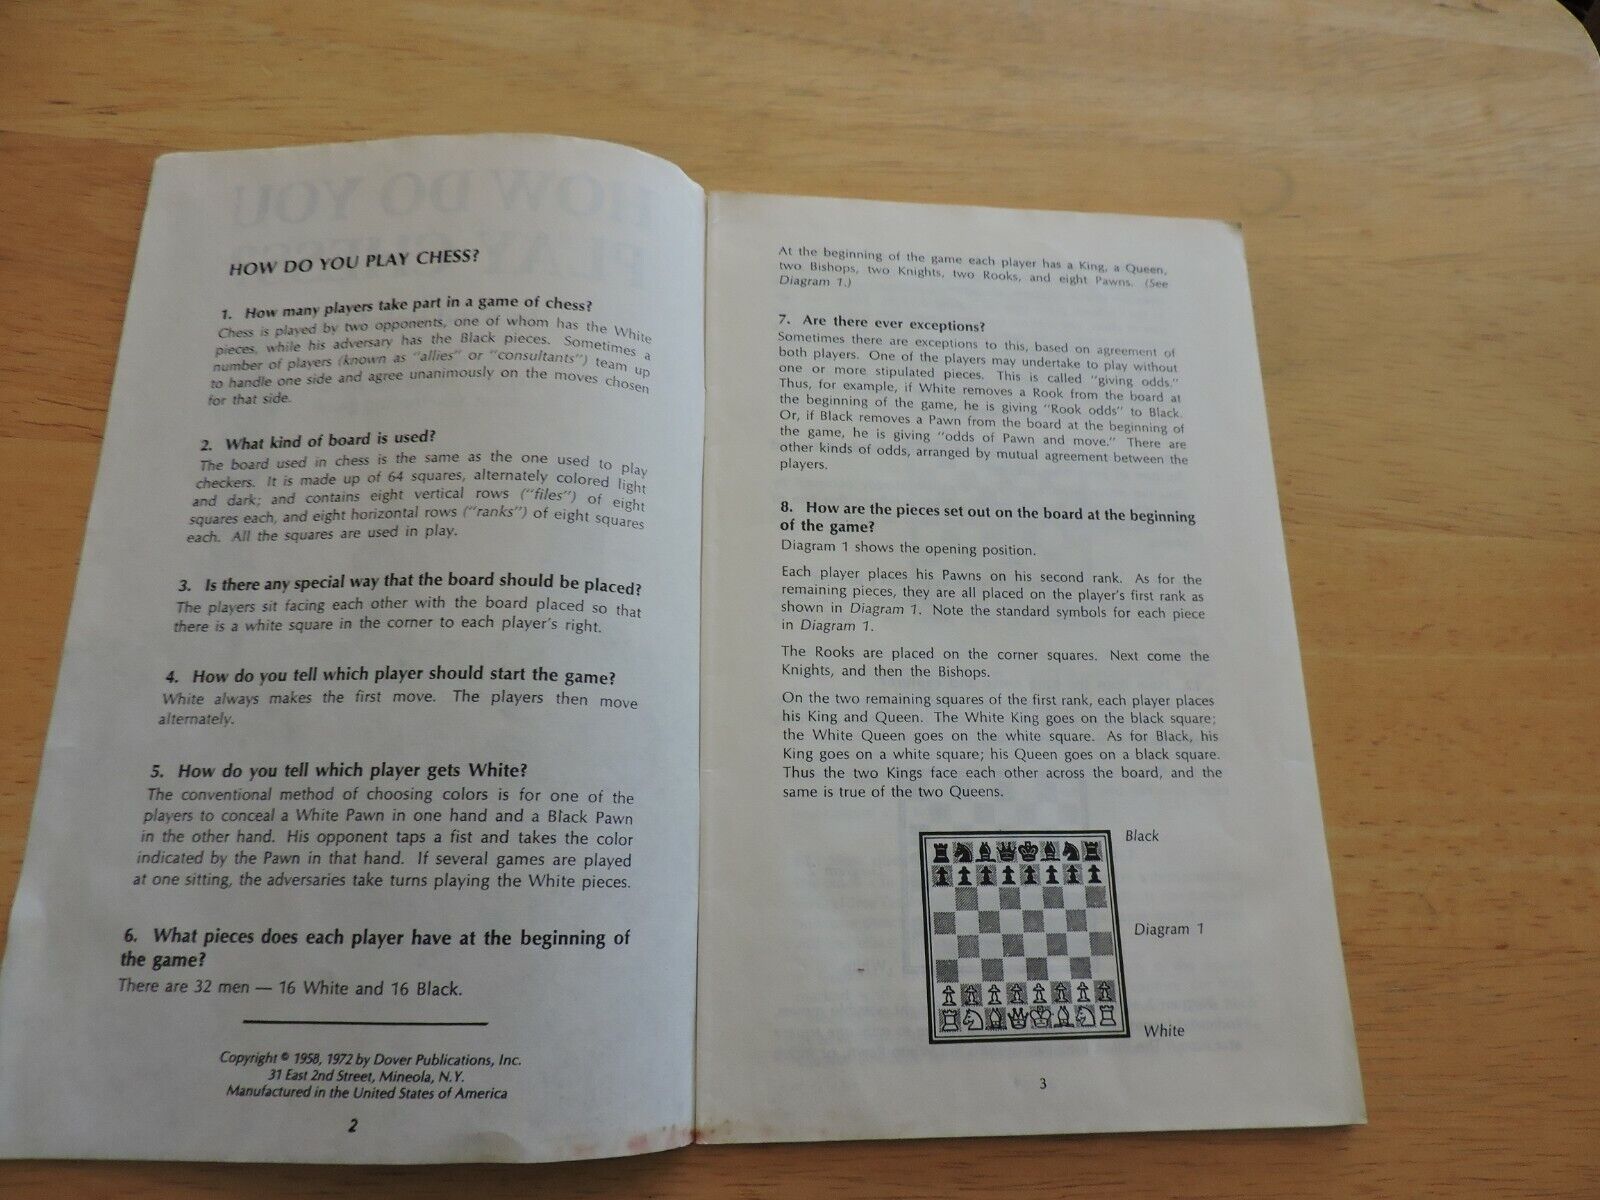 HOW DO YOU PLAY CHESS?
1. How many players take part in a game of chess?
Chess is played by two opponents, one of whom has the White
pieces, while his adversary has the Black pieces. Sometimes a
number of players (known as "allies" or "consultants") team up
to handle one side and agree unanimously on the moves chosen
for that side.
2. What kind of board is used?
The board used in chess is the same as the one used to play
checkers. It is made up of 64 squares, alternately colored light
and dark; and contains eight vertical rows ("files") of eight
squares each, and eight horizontal rows ("ranks") of eight squares
each. All the squares are used in play.
3. Is there any special way that the board should be placed?
The players sit facing each other with the board placed so that
there is a white square in the corner to each player's right.
4. How do you tell which player should start the game?
White always makes the first move. The players then move
alternately.
5. How do you tell which player gets White?
The conventional method of choosing colors is for one of the
players to conceal a White Pawn in one hand and a Black Pawn
in the other hand. His opponent taps a fist and takes the color
indicated by the Pawn in that hand. If several games are played
at one sitting, the adversaries take turns playing the White pieces.
6. What pieces does each player have at the beginning of
the game?
There are 32 men — 16 White and 16 Black.
Copyright © 1958, 1972 by Dover Publications, Inc.
31 East 2nd Street, Mineola, N.Y.
Manufactured in the United States of America
2
At the beginning of the game each player has a King, a Queen,
two Bishops, two Knights, two Rooks, and eight Pawns. (See
Diagram 1.)
7. Are there ever exceptions?
Sometimes there are exceptions to this, based on agreement of
both players. One of the players may undertake to play without
one or more stipulated pieces. This is called "giving odds."
Thus, for example, if White removes a Rook from the board at
the beginning of the game, he is giving "Rook odds" to Black.
Or, if Black removes a Pawn from the board at the beginning of
the game, he is giving "odds of Pawn and move." There are
other kinds of odds, arranged by mutual agreement between the
players.
8. How are the pieces set out on the board at the beginning
of the game?
Diagram 1 shows the opening position.
Each player places his Pawns on his second rank. As for the
remaining pieces, they are all placed on the player's first rank as
shown in Diagram 1. Note the standard symbols for each piece
in Diagram 1.
The Rooks are placed on the corner squares. Next come the
Knights, and then the Bishops.
On the two remaining squares of the first rank, each player places
his King and Queen. The White King goes on the black square;
the White Queen goes on the white square. As for Black, his
King goes on a white square; his Queen goes on a black square.
Thus the two Kings face each other across the board, and the
same is true of the two Queens.
Black
Diagram 1
White
3